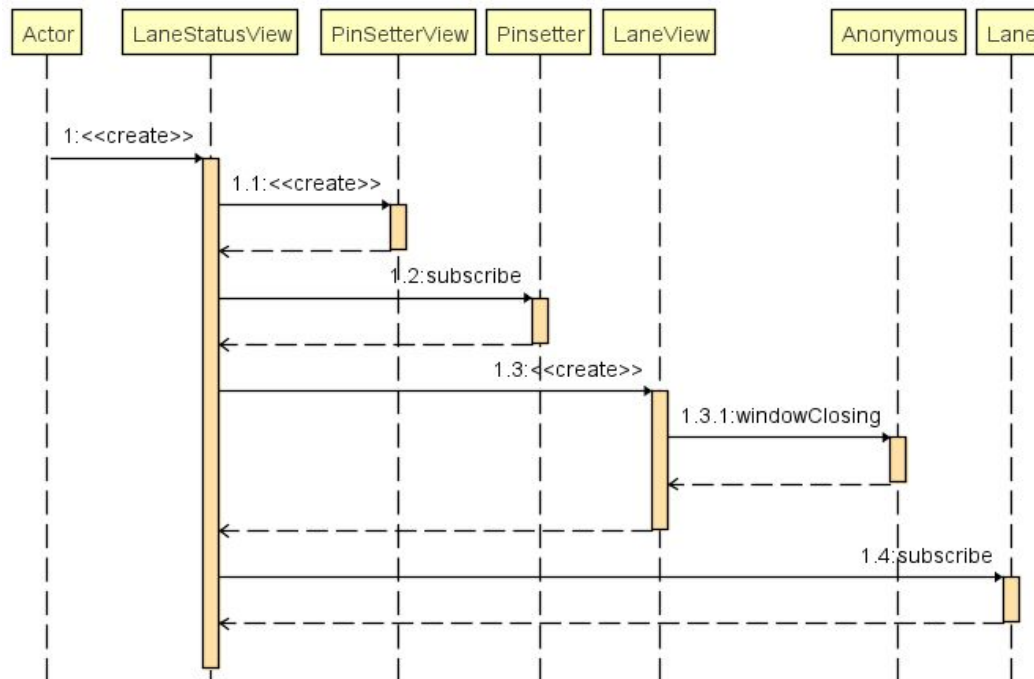 Actor
LaneStatusView
PinSetterView
Pinsetter
LaneView
Anonymous
Lane
1:<<create>>
1.1:<<create>>
1.2:subscribe
1.3:<<create>>
1.3.1:windowClosing
1.4:subscribe